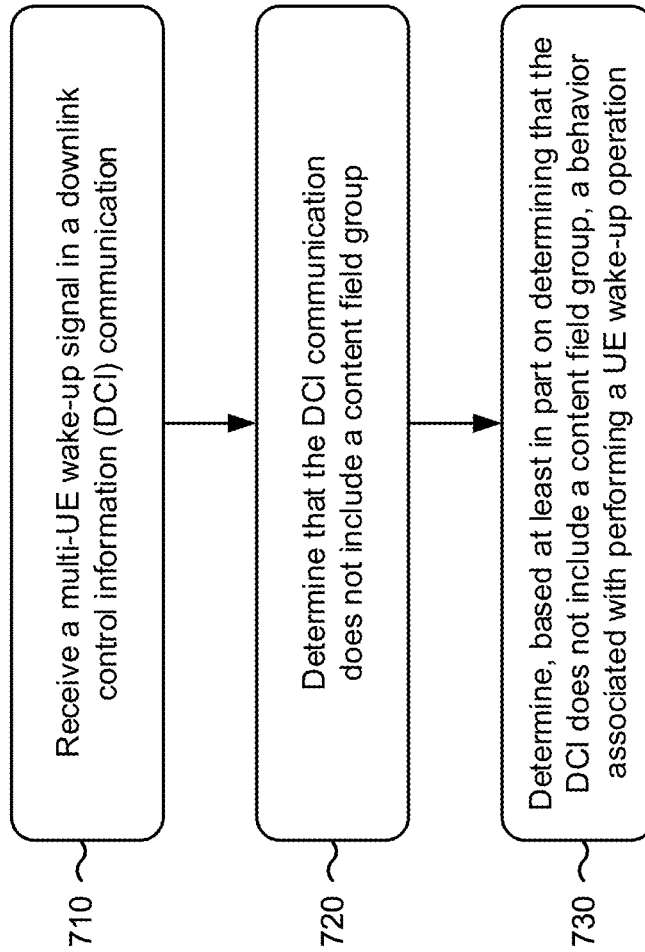 710
Receive a multi-UE wake-up signal in a downlink
control information (DCI) communication
720
Determine that the DCI communication
does not include a content field group
730
Determine, based at least in part on determining that the
DCI does not include a content field group, a behavior
associated with performing a UE wake-up operation